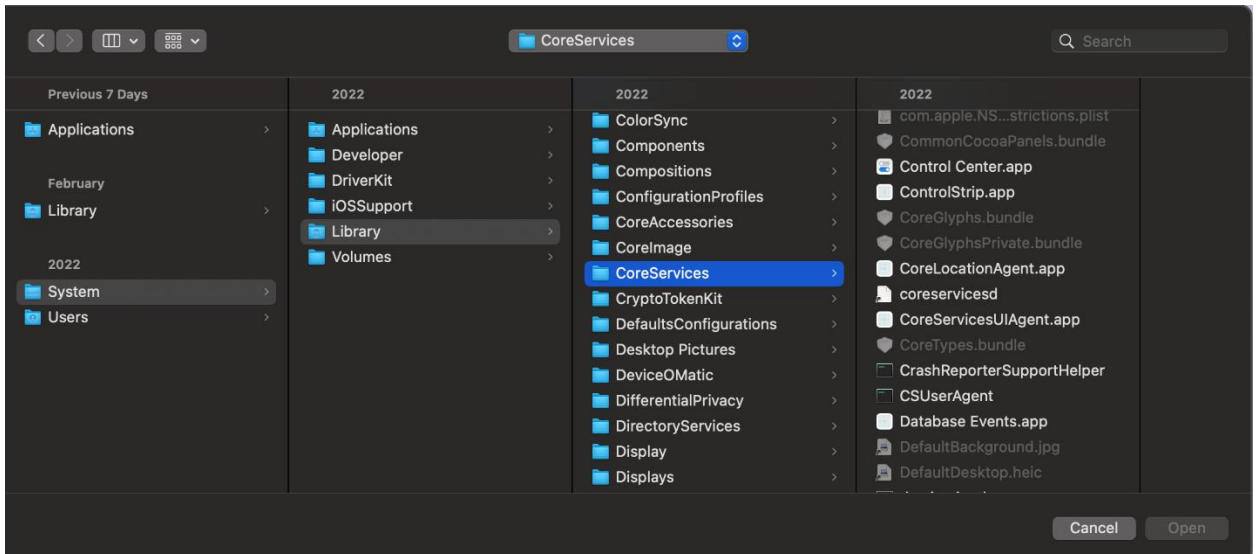 CoreServices
Search
Previous 7 Days
Applications
February
Library
2022
System
Users
2022
Applications
Developer
DriverKit
iOSSupport
Library
Volumes
2022
ColorSync
Components
Compositions
ConfigurationProfiles
CoreAccessories
CoreImage
CoreServices
CryptoTokenKit
DefaultsConfigurations
Desktop Pictures
DeviceOMatic
DifferentialPrivacy
DirectoryServices
Display
Displays
2022
com.apple.NS...strictions.plist
CommonCocoaPanels.bundle
Control Center.app
ControlStrip.app
CoreGlyphs.bundle
CoreGlyphsPrivate.bundle
CoreLocationAgent.app
coreservicesd
CoreServicesUIAgent.app
CoreTypes.bundle
CrashReporterSupportHelper
CSUserAgent
Database Events.app
DefaultBackground.jpg
DefaultDesktop.heic
Cancel
Open